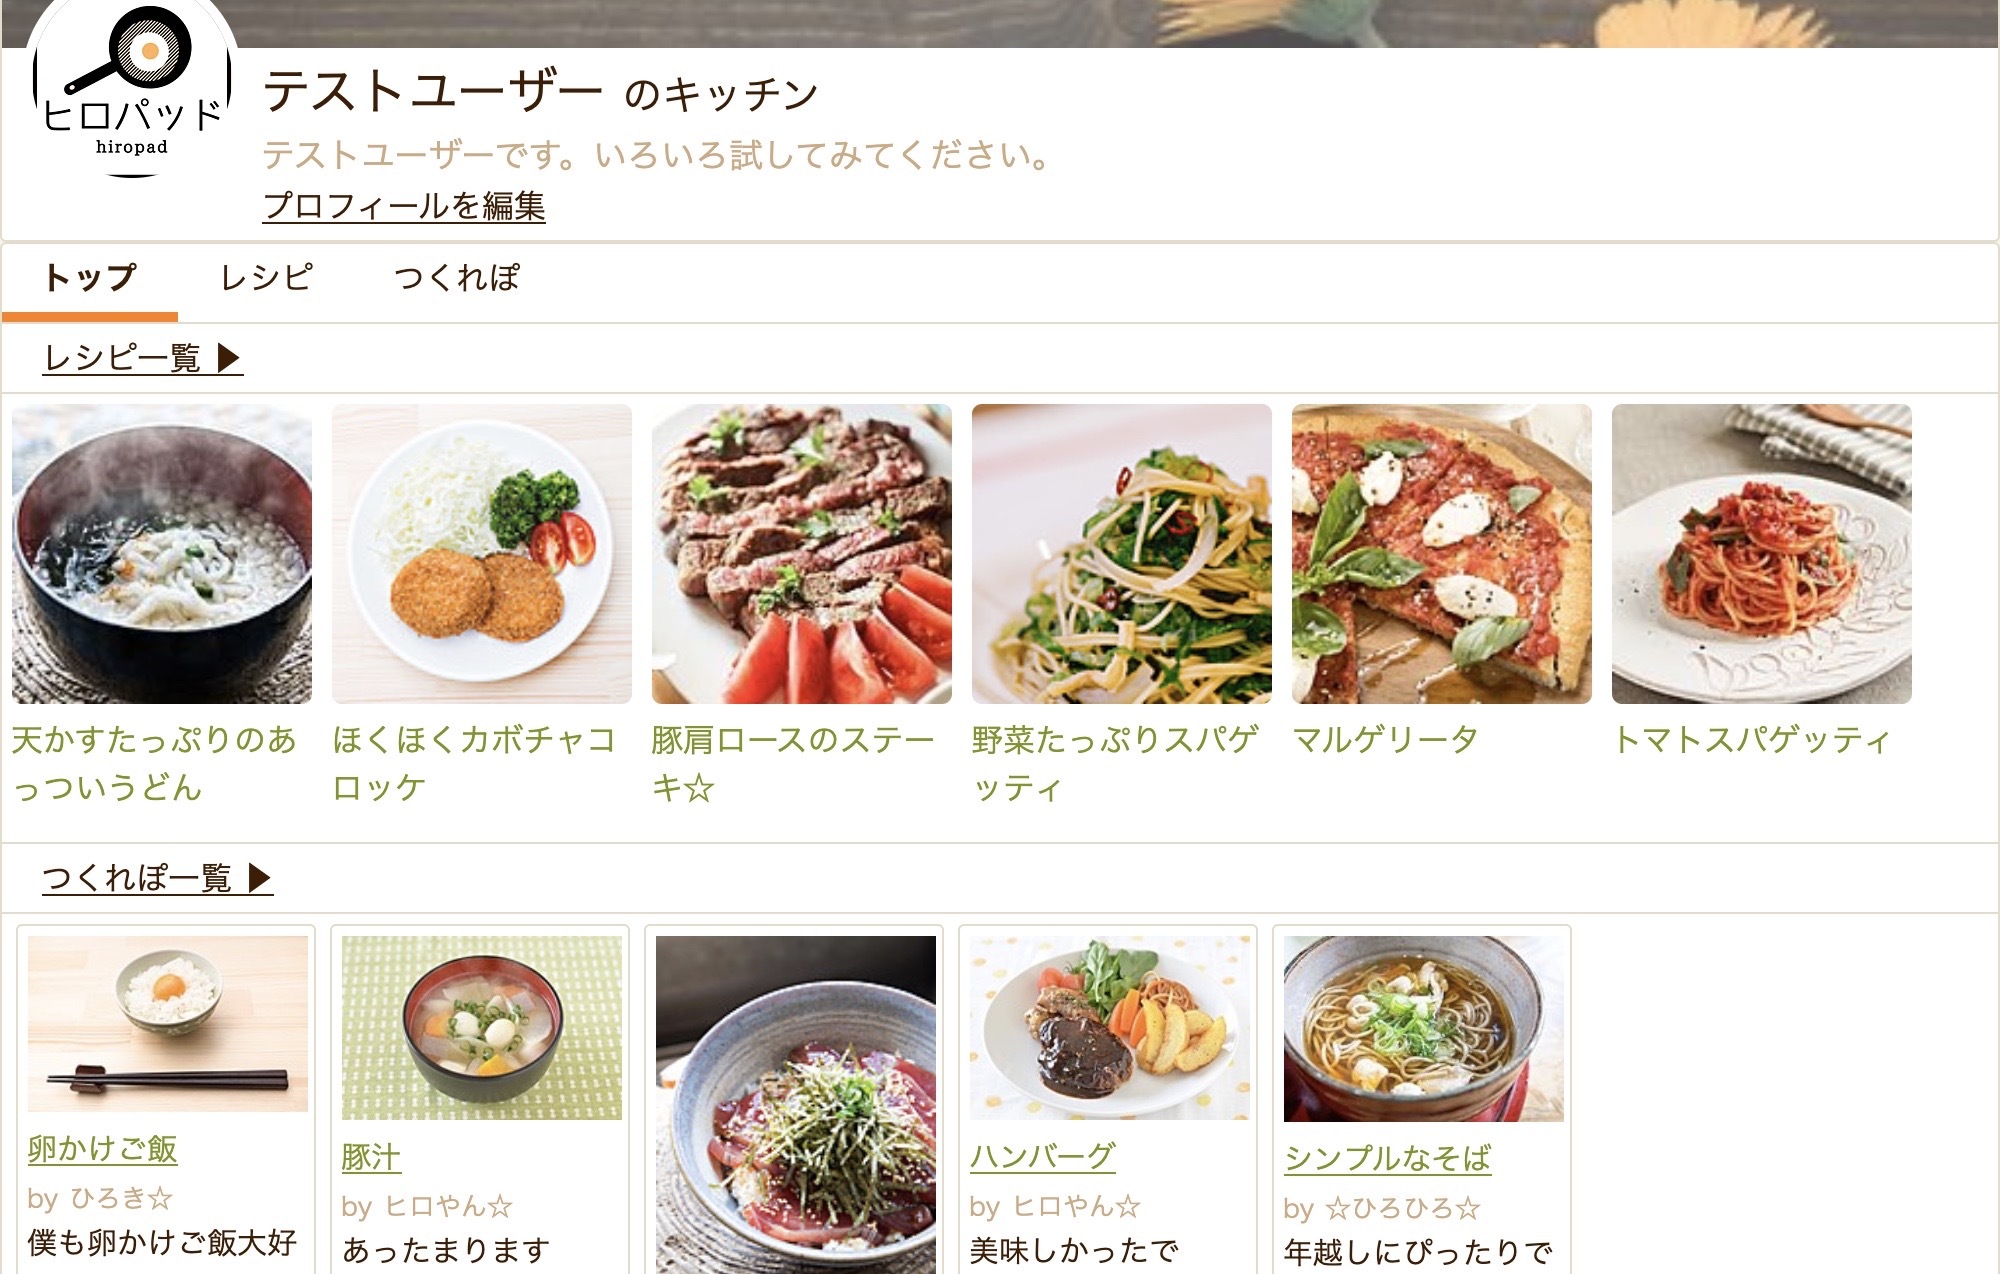 ヒロパッド
hiropad
テストユーザー のキッチン
テストユーザーです。いろいろ試してみてください。
プロフィールを編集
トップ レシピ つくれぽ
レシピ一覧 ▶
天かすたっぷりのあ
っついうどん
ほくほくカボチャコ
ロッケ
豚肩ロースのステー
キ☆
野菜たっぷりスパゲ
ッティ
マルゲリータ
トマトスパゲッティ
つくれぽ一覧 ▶
卵かけご飯
by ひろき☆
僕も卵かけご飯大好
豚汁
by ヒロやん☆
あったまります
ハンバーグ
by ヒロやん☆
美味しかったで
シンプルなそば
by ☆ひろひろ☆
年越しにぴったりで